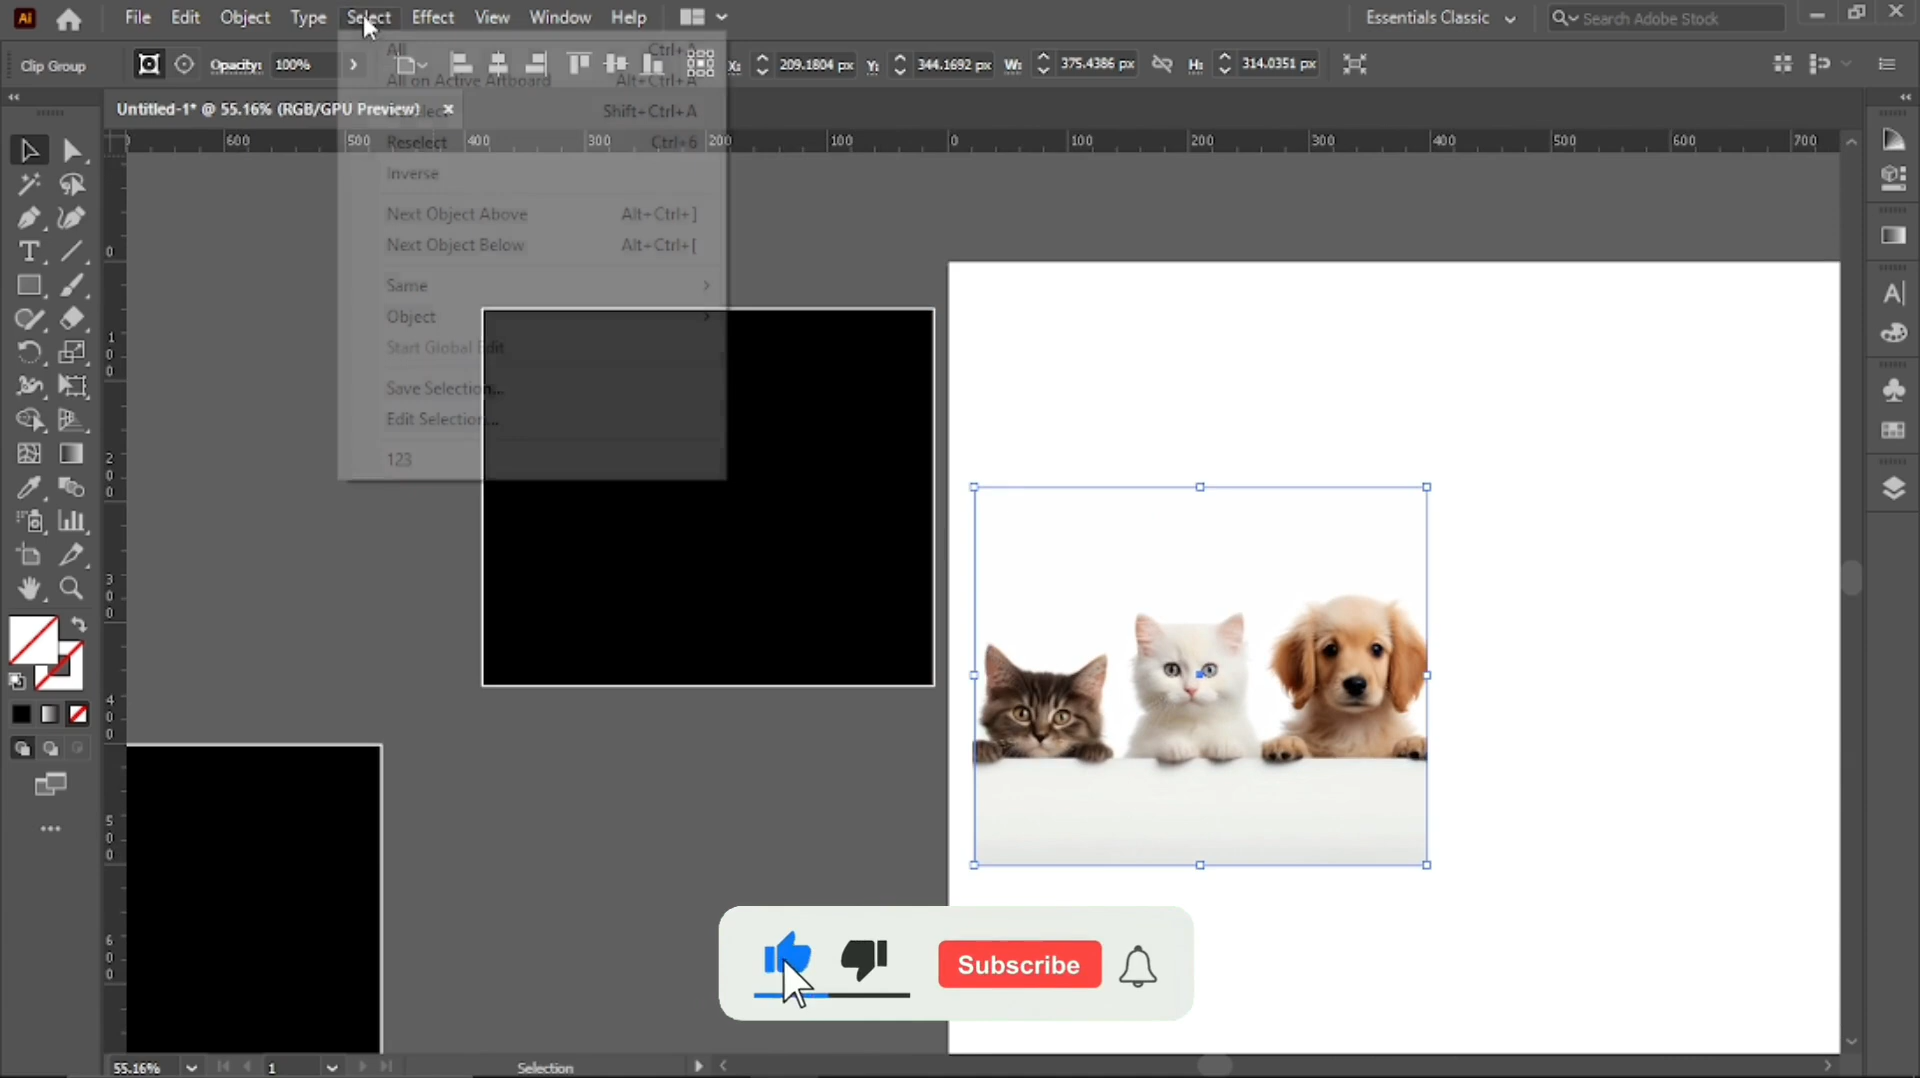 Ai File Edit Object Type Select Effect View Window Help Essentials Classic Search Adobe Stock
Clip Group Opacity: 100% X: 209.1804 px Y: 344.1692 px W: 375.4386 px H: 314.0351 px
Untitled-1* @ 55.16% (RGB/GPU Preview)
All Ctrl+A
All on Active Artboard Alt+Ctrl+A
Shift+Ctrl+A
Reselect Ctrl+6
Inverse
Next Object Above Alt+Ctrl+]
Next Object Below Alt+Ctrl+[
Same
Object
Start Global Edit
Save Selection...
Edit Selection...
123
600 500 400 300 200 100 0 100 200 300 400 500 600 700
0
100
200
300
400
500
600
Subscribe
55.16% 1 Selection